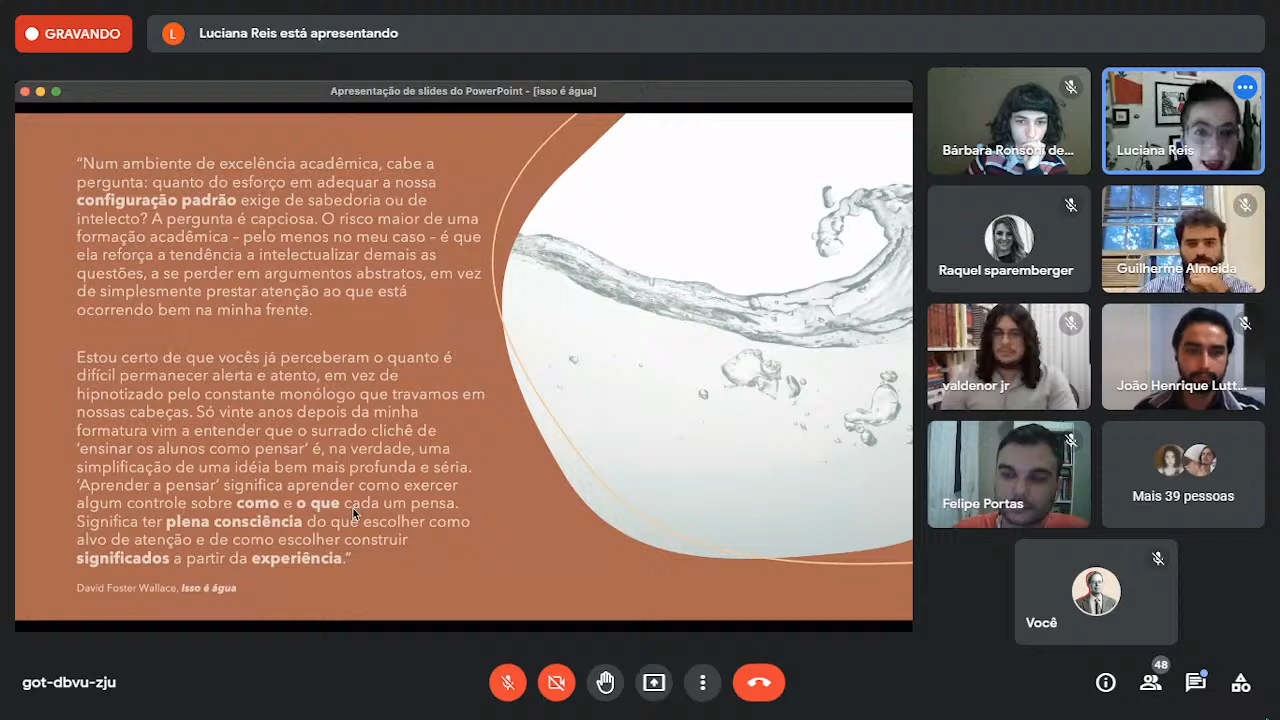 GRAVANDO
L
Luciana Reis está apresentando
Apresentação de slides do PowerPoint - [isso é água]
“Num ambiente de excelência acadêmica, cabe a
pergunta: quanto do esforço em adequar a nossa
configuração padrão exige de sabedoria ou de
intelecto? A pergunta é capciosa. O risco maior de uma
formação acadêmica – pelo menos no meu caso – é que
ela reforça a tendência a intelectualizar demais as
questões, a se perder em argumentos abstratos, em vez
de simplesmente prestar atenção ao que está
ocorrendo bem na minha frente.
Estou certo de que vocês já perceberam o quanto é
difícil permanecer alerta e atento, em vez de
hipnotizado pelo constante monólogo que travamos em
nossas cabeças. Só vinte anos depois da minha
formatura vim a entender que o surrado clichê de
‘ensinar os alunos como pensar’ é, na verdade, uma
simplificação de uma idéia bem mais profunda e séria.
‘Aprender a pensar’ significa aprender como exercer
algum controle sobre como e o que cada um pensa.
Significa ter plena consciência do que escolher como
alvo de atenção e de como escolher construir
significados a partir da experiência.”
David Foster Wallace, Isso é água
Bárbara Ronsoni de...
Luciana Reis
Raquel sparemberger
Guilherme Almeida
valdenor jr
João Henrique Lutt...
Felipe Portas
Mais 39 pessoas
Você
got-dbvu-zju
48